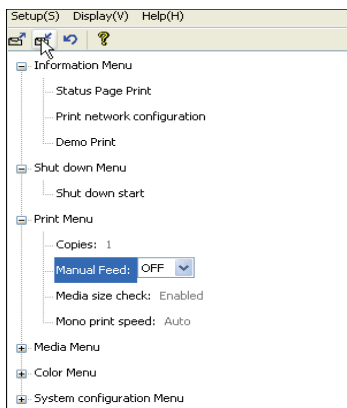 Setup(S) Display(V) Help(H)
Information Menu
Status Page Print
Print network configuration
Demo Print
Shut down Menu
Shut down start
Print Menu
Copies: 1
Manual Feed: OFF
Media size check: Enabled
Mono print speed: Auto
Media Menu
Color Menu
System configuration Menu